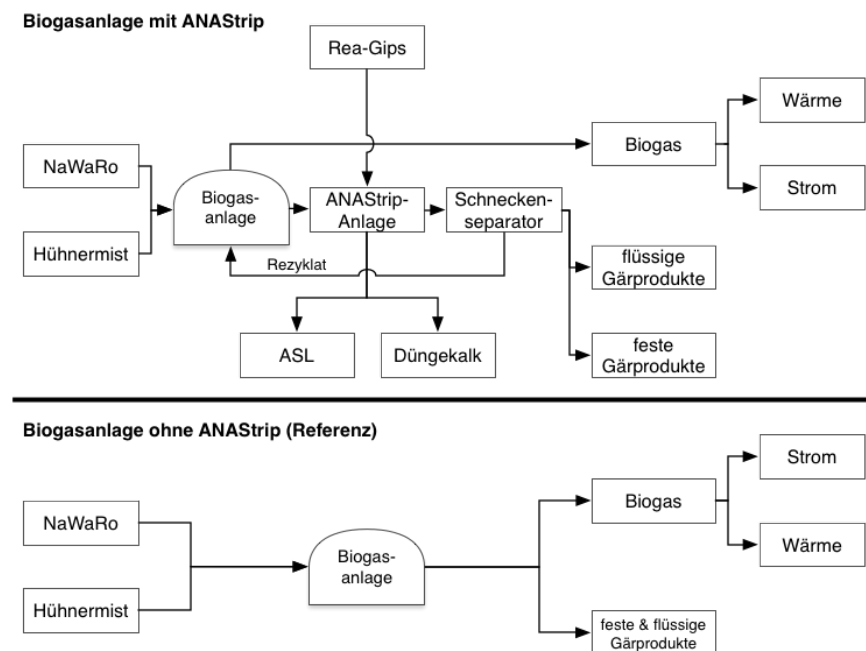 Biogasanlage mit ANAStrip
Rea-Gips
Wärme
NaWaRo
Biogas
Biogas-
anlage
ANAStrip-
Anlage
Schnecken-
separator
Strom
Hühnermist
Rezyklat
flüssige
Gärprodukte
ASL
Düngekalk
feste
Gärprodukte
Biogasanlage ohne ANAStrip (Referenz)
Strom
NaWaRo
Biogas
Biogas-
anlage
Wärme
Hühnermist
feste & flüssige
Gärprodukte